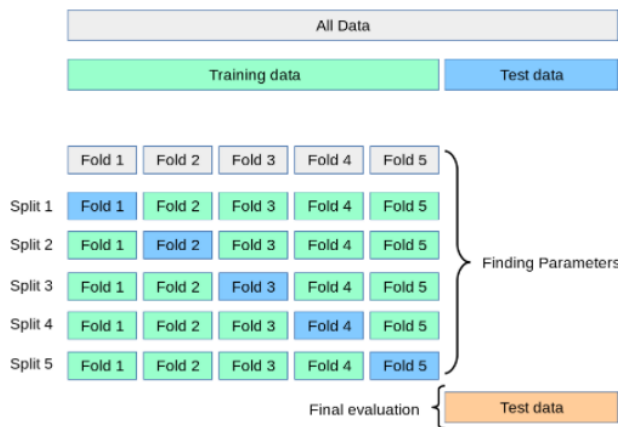 All Data
Training data Test data
Fold 1 Fold 2 Fold 3 Fold 4 Fold 5
Split 1 Fold 1 Fold 2 Fold 3 Fold 4 Fold 5
Split 2 Fold 1 Fold 2 Fold 3 Fold 4 Fold 5
Split 3 Fold 1 Fold 2 Fold 3 Fold 4 Fold 5
Split 4 Fold 1 Fold 2 Fold 3 Fold 4 Fold 5
Split 5 Fold 1 Fold 2 Fold 3 Fold 4 Fold 5
Finding Parameters
Final evaluation Test data